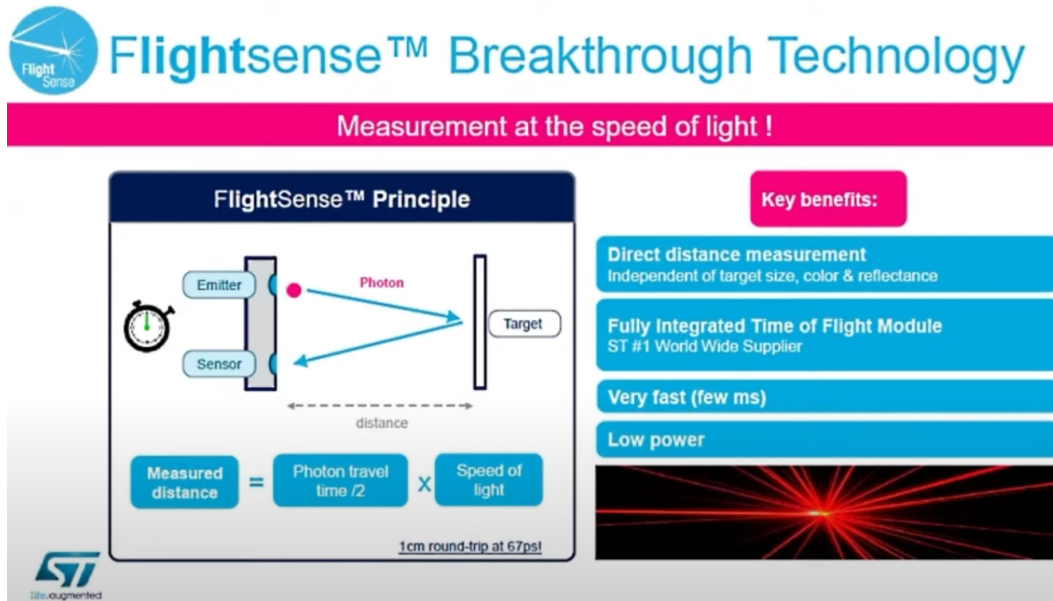 Flight
Sense
Flightsense™ Breakthrough Technology
Measurement at the speed of light !
FlightSense™ Principle
Emitter
Photon
Target
Sensor
distance
Measured
distance
=
Photon travel
time /2
X
Speed of
light
1cm round-trip at 67ps!
Key benefits:
Direct distance measurement
Independent of target size, color & reflectance
Fully Integrated Time of Flight Module
ST #1 World Wide Supplier
Very fast (few ms)
Low power
ST
life.augmented